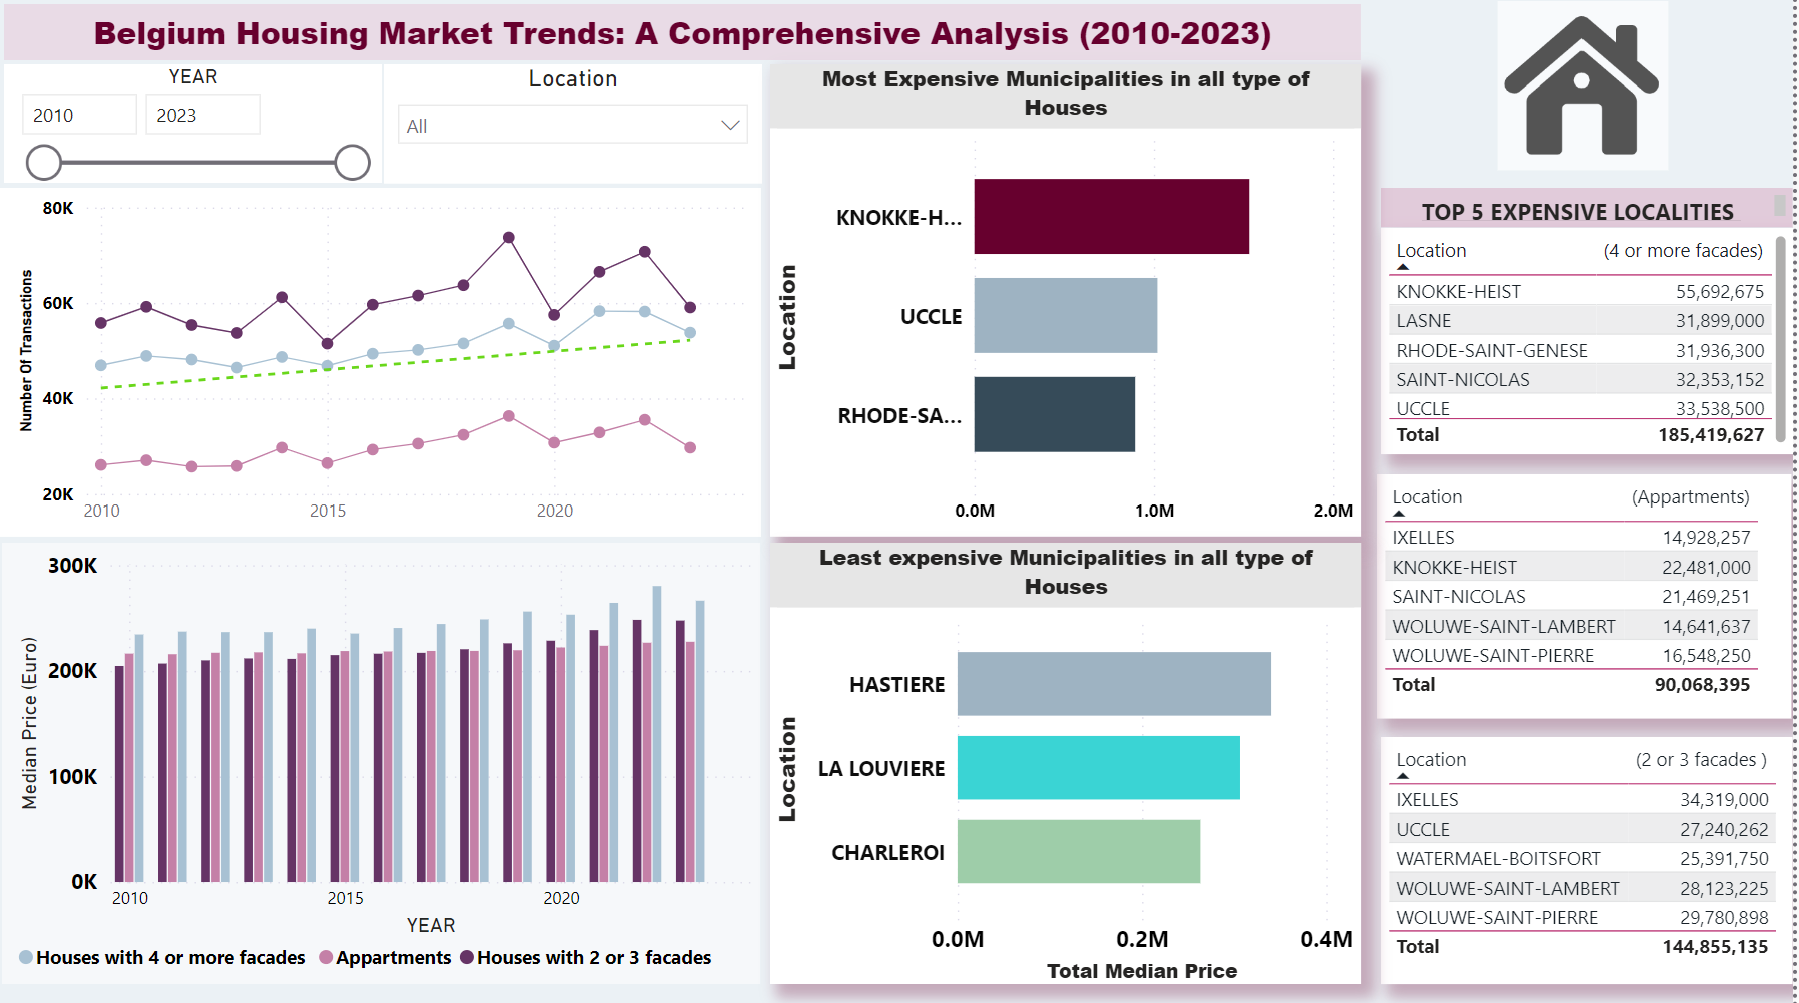 Belgium Housing Market Trends: A Comprehensive Analysis (2010-2023)
YEAR
2010
2023
Location
All
80K
60K
40K
20K
Number Of Transactions
2010
2015
2020
300K
200K
100K
0K
Median Price (Euro)
2010
2015
2020
YEAR
Houses with 4 or more facades
Appartments
Houses with 2 or 3 facades
Most Expensive Municipalities in all type of
Houses
Location
KNOKKE-H...
UCCLE
RHODE-SA...
0.0M
1.0M
2.0M
Least expensive Municipalities in all type of
Houses
Location
HASTIERE
LA LOUVIERE
CHARLEROI
0.0M
0.2M
0.4M
Total Median Price
TOP 5 EXPENSIVE LOCALITIES
Location (4 or more facades)
KNOKKE-HEIST 55,692,675
LASNE 31,899,000
RHODE-SAINT-GENESE 31,936,300
SAINT-NICOLAS 32,353,152
UCCLE 33,538,500
Total 185,419,627
Location (Appartments)
IXELLES 14,928,257
KNOKKE-HEIST 22,481,000
SAINT-NICOLAS 21,469,251
WOLUWE-SAINT-LAMBERT 14,641,637
WOLUWE-SAINT-PIERRE 16,548,250
Total 90,068,395
Location (2 or 3 facades )
IXELLES 34,319,000
UCCLE 27,240,262
WATERMAEL-BOITSFORT 25,391,750
WOLUWE-SAINT-LAMBERT 28,123,225
WOLUWE-SAINT-PIERRE 29,780,898
Total 144,855,135